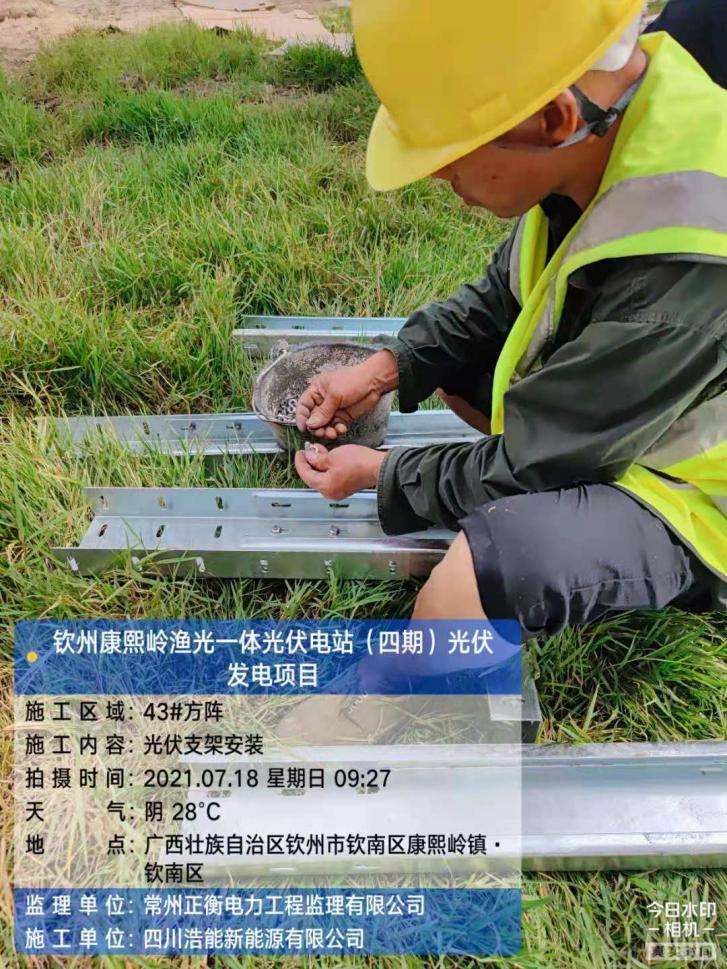 钦州康熙岭渔光一体光伏电站（四期）光伏
发电项目
施工区域：43#方阵
施工内容：光伏支架安装
拍摄时间：2021.07.18 星期日 09:27
天气：阴 28℃
地点：广西壮族自治区钦州市钦南区康熙岭镇·
钦南区
监理单位：常州正衡电力工程监理有限公司
施工单位：四川浩能新能源有限公司
今日水印
-相机-